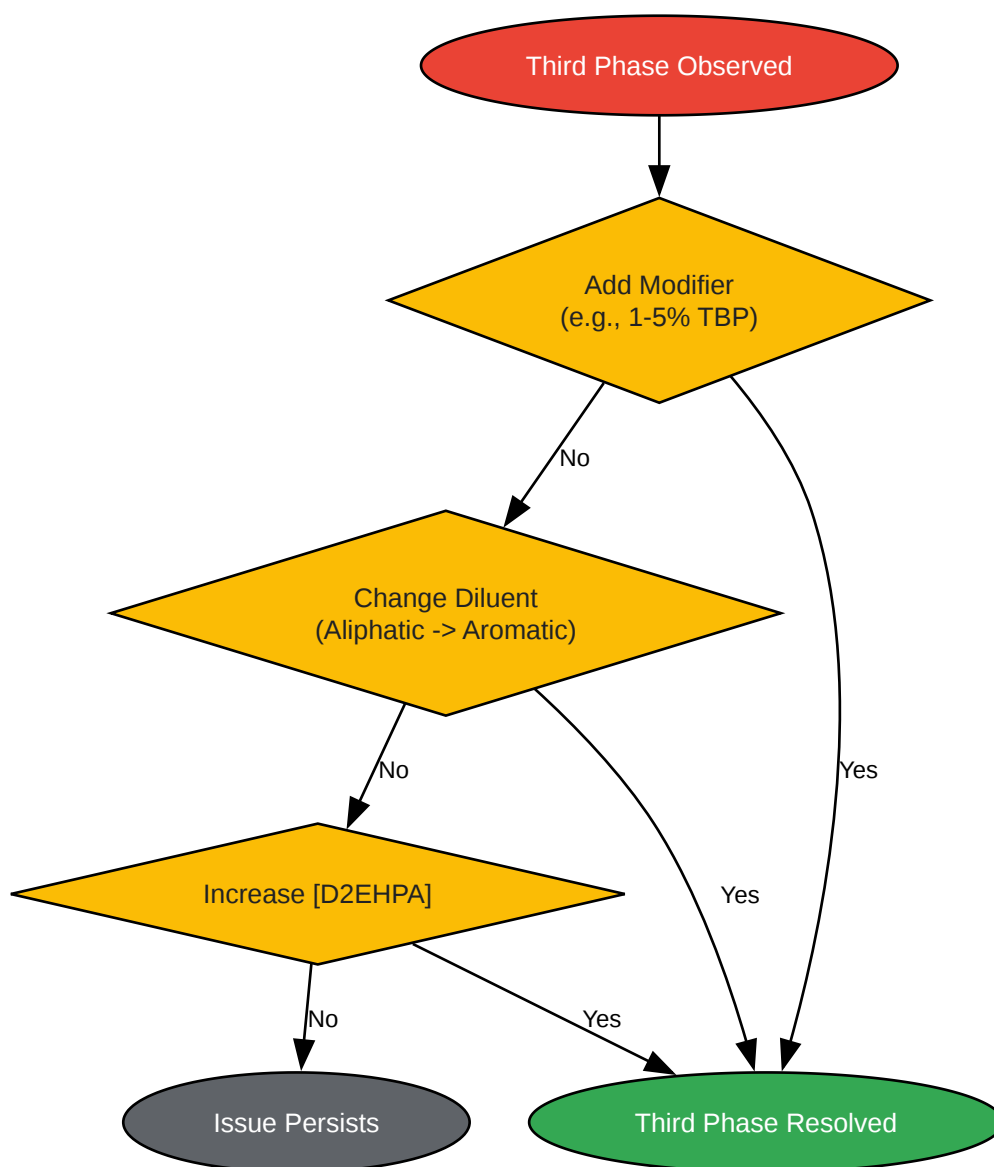 Third Phase Observed
Add Modifier
(e.g., 1-5% TBP)
No
Change Diluent
(Aliphatic -> Aromatic)
No
Yes
Increase [D2EHPA]
Yes
No
Yes
Issue Persists
Third Phase Resolved